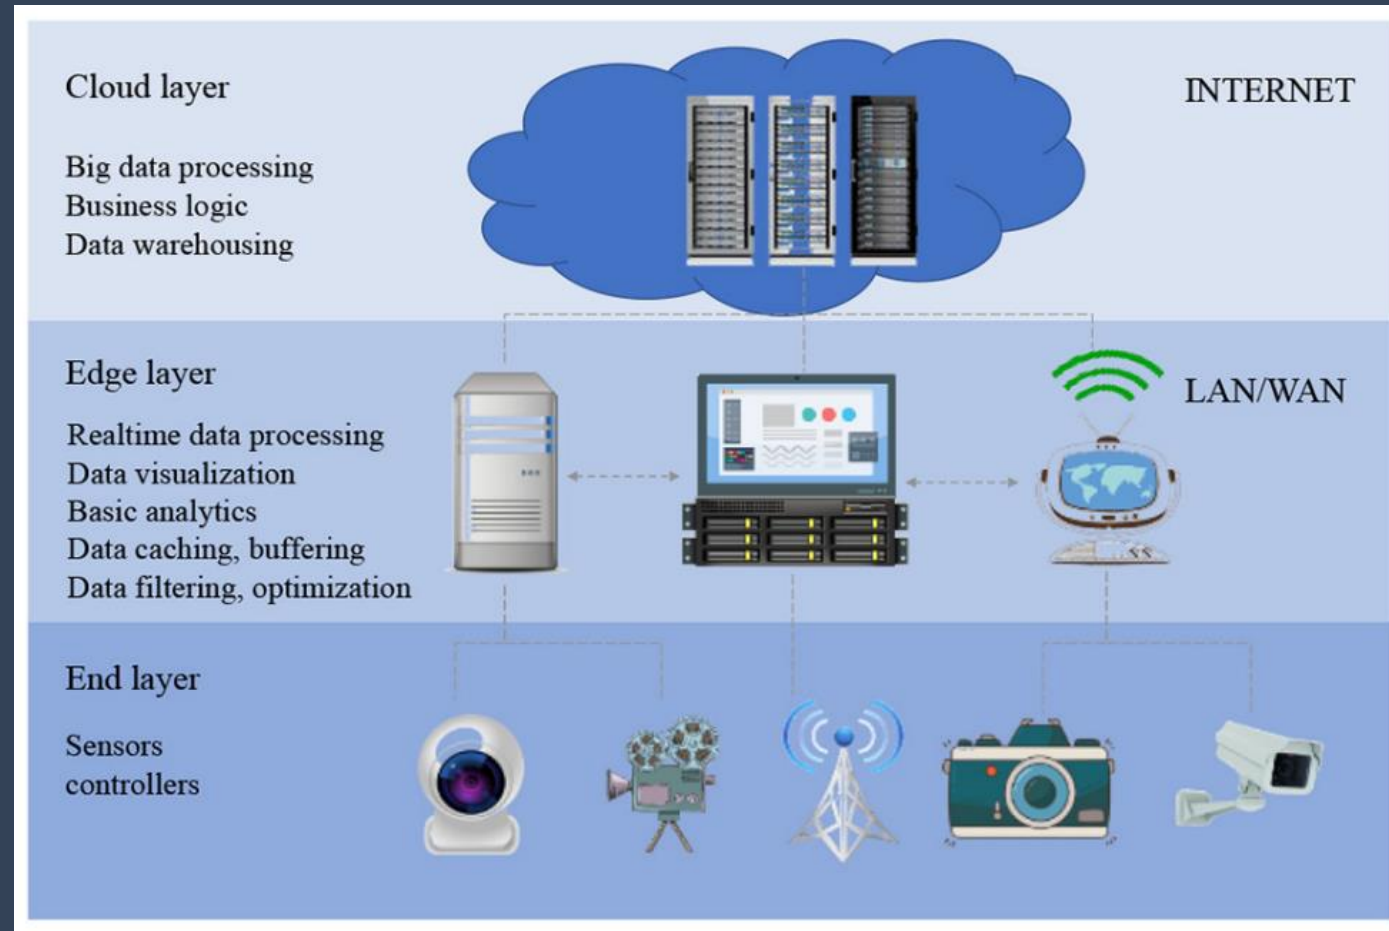 Cloud layer
INTERNET
Big data processing
Business logic
Data warehousing
Edge layer
LAN/WAN
Realtime data processing
Data visualization
Basic analytics
Data caching, buffering
Data filtering, optimization
End layer
Sensors
controllers